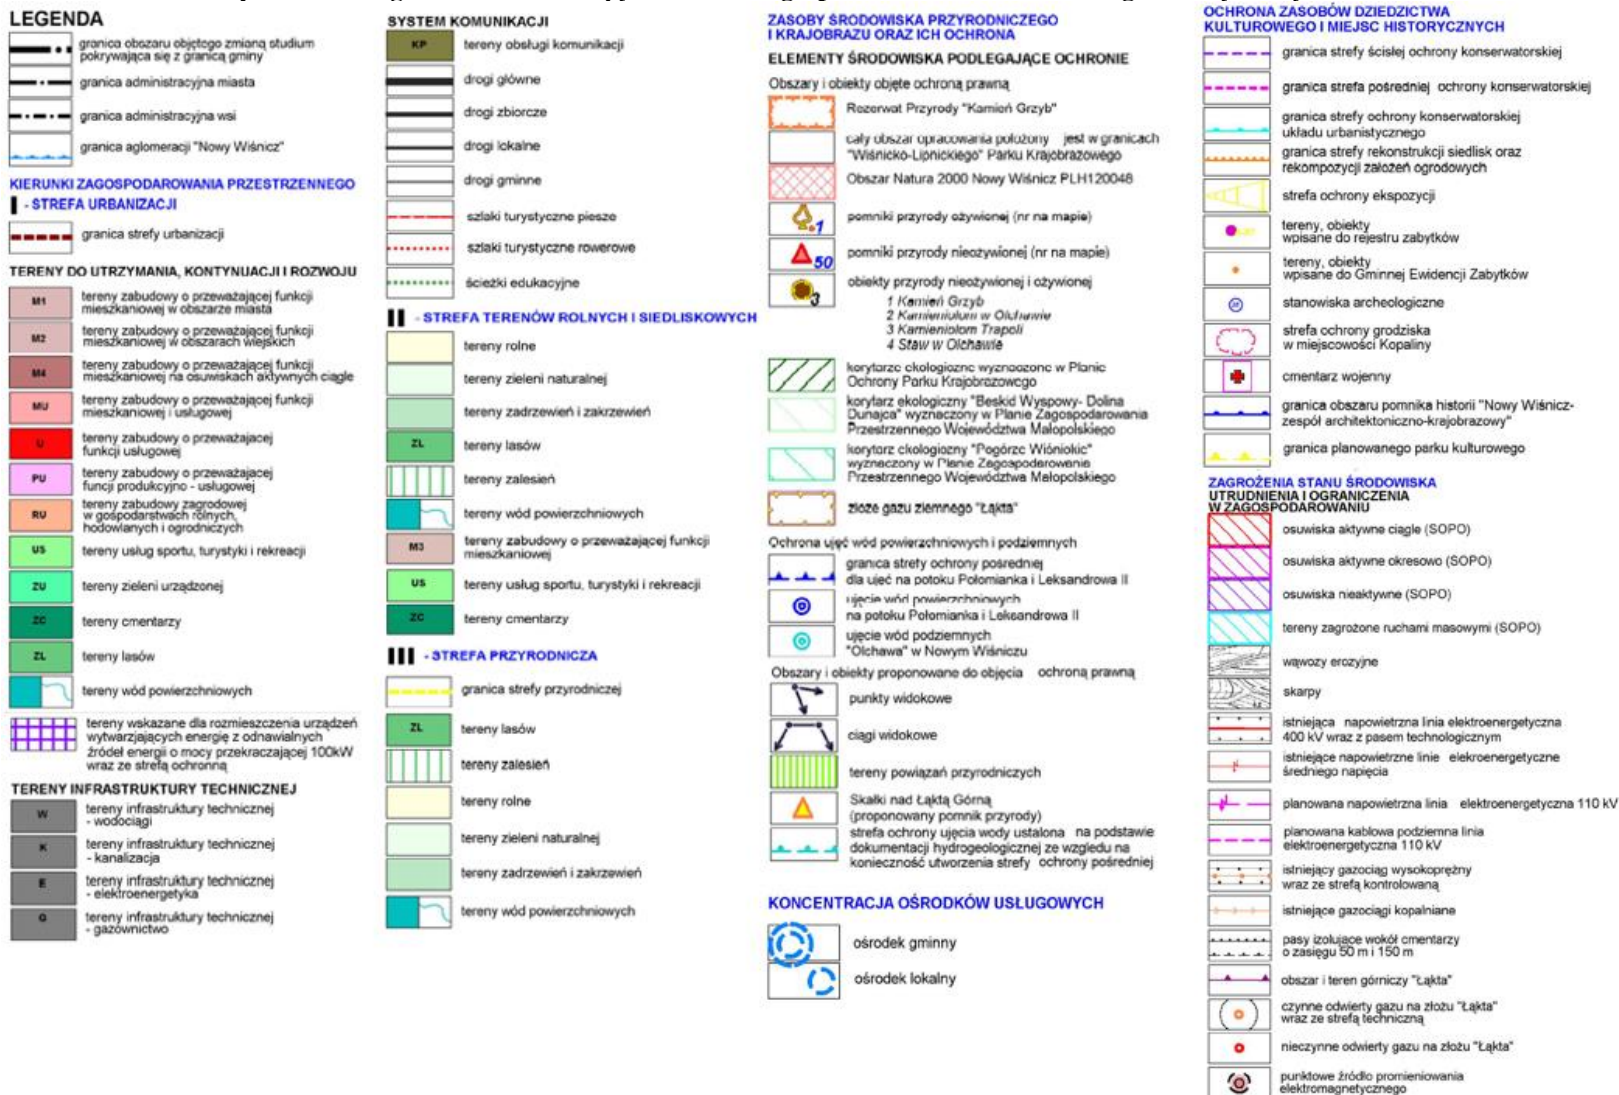 LEGENDA
granica obszaru objętego zmianą studium
pokrywająca się z granicą gminy
granica administracyjna miasta
granica administracyjna wsi
granica aglomeracji "Nowy Wiśnicz"
KIERUNKI ZAGOSPODAROWANIA PRZESTRZENNEGO
I - STREFA URBANIZACJI
granica strefy urbanizacji
TERENY DO UTRZYMANIA, KONTYNUACJI I ROZWOJU
M1 tereny zabudowy o przeważającej funkcji
mieszkaniowej w obszarze miasta
M2 tereny zabudowy o przeważającej funkcji
mieszkaniowej w obszarach wiejskich
M4 tereny zabudowy o przeważającej funkcji
mieszkaniowej na osuwiskach aktywnych ciągle
MU tereny zabudowy o przeważającej funkcji
mieszkaniowej i usługowej
U tereny zabudowy o przeważajacej
funkcji usługowej
PU tereny zabudowy o przeważajacej
funcji produkcyjno - usługowej
RU tereny zabudowy zagrodowej
w gospodarstwach rolnych,
hodowlanych i ogrodniczych
US tereny usług sportu, turystyki i rekreacji
ZU tereny zieleni urządzonej
ZC tereny cmentarzy
ZL tereny lasów
tereny wód powierzchniowych
tereny wskazane dla rozmieszczenia urządzeń
wytwarzających energię z odnawialnych
źródeł energii o mocy przekraczającej 100kW
wraz ze strefą ochronną
TERENY INFRASTRUKTURY TECHNICZNEJ
W tereny infrastruktury technicznej
- wodociągi
K tereny infrastruktury technicznej
- kanalizacja
E tereny infrastruktury technicznej
- elektroenergetyka
G tereny infrastruktury technicznej
- gazównictwo
SYSTEM KOMUNIKACJI
KP tereny obsługi komunikacji
drogi główne
drogi zbiorcze
drogi lokalne
drogi gminne
szlaki turystyczne piesze
szlaki turystyczne rowerowe
ścieżki edukacyjne
II - STREFA TERENÓW ROLNYCH I SIEDLISKOWYCH
tereny rolne
tereny zieleni naturalnej
tereny zadrzewień i zakrzewień
ZL tereny lasów
tereny zalesień
tereny wód powierzchniowych
M3 tereny zabudowy o przeważającej funkcji
mieszkaniowej
US tereny usług sportu, turystyki i rekreacji
ZC tereny cmentarzy
III - STREFA PRZYRODNICZA
granica strefy przyrodniczej
ZL tereny lasów
tereny zalesień
tereny rolne
tereny zieleni naturalnej
tereny zadrzewień i zakrzewień
tereny wód powierzchniowych
ZASOBY ŚRODOWISKA PRZYRODNICZEGO
I KRAJOBRAZU ORAZ ICH OCHRONA
ELEMENTY ŚRODOWISKA PODLEGAJĄCE OCHRONIE
Obszary i obiekty objęte ochroną prawną
Rezerwat Przyrody "Kamień Grzyb"
cały obszar opracowania położony jest w granicach
"Wiśnicko-Lipnickiego" Parku Krajobrazowego
Obszar Natura 2000 Nowy Wiśnicz PLH120048
1 pomniki przyrody ożywionej (nr na mapie)
50 pomniki przyrody nieożywionej (nr na mapie)
3 obiekty przyrody nieożywionej i ożywionej
1 Kamień Grzyb
2 Kamieniołom w Olchawie
3 Kamieniołom Trapoli
4 Staw w Olchawie
korytarze ekologiczne wyznaczone w Planie
Ochrony Parku Krajobrazowego
korytarz ekologiczny "Beskid Wyspowy- Dolina
Dunajca" wyznaczony w Planie Zagospodarowania
Przestrzennego Województwa Małopolskiego
korytarz ekologiczny "Pogórze Wiśnickie"
wyznaczony w Planie Zagospodarowania
Przestrzennego Województwa Małopolskiego
złoże gazu ziemnego "Łąkta"
Ochrona ujęć wód powierzchniowych i podziemnych
granica strefy ochrony pośredniej
dla ujęć na potoku Połomianka i Leksandrowa II
ujęcie wód powierzchniowych
na potoku Połomianka i Leksandrowa II
ujęcie wód podziemnych
"Olchawa" w Nowym Wiśniczu
Obszary i obiekty proponowane do objęcia ochroną prawną
punkty widokowe
ciągi widokowe
tereny powiązań przyrodniczych
Skałki nad Łąktą Górną
(proponowany pomnik przyrody)
strefa ochrony ujęcia wody ustalona na podstawie
dokumentacji hydrogeologicznej ze względu na
konieczność utworzenia strefy ochrony pośredniej
KONCENTRACJA OŚRODKÓW USŁUGOWYCH
ośrodek gminny
ośrodek lokalny
OCHRONA ZASOBÓW DZIEDZICTWA
KULTUROWEGO I MIEJSC HISTORYCZNYCH
granica strefy ścisłej ochrony konserwatorskiej
granica strefa pośredniej ochrony konserwatorskiej
granica strefy ochrony konserwatorskiej
układu urbanistycznego
granica strefy rekonstrukcji siedlisk oraz
rekompozycji założeń ogrodowych
strefa ochrony ekspozycji
tereny, obiekty
wpisane do rejestru zabytków
tereny, obiekty
wpisane do Gminnej Ewidencji Zabytków
stanowiska archeologiczne
strefa ochrony grodziska
w miejscowości Kopaliny
cmentarz wojenny
granica obszaru pomnika historii "Nowy Wiśnicz-
zespół architektoniczno-krajobrazowy"
granica planowanego parku kulturowego
ZAGROŻENIA STANU ŚRODOWISKA
UTRUDNIENIA I OGRANICZENIA
W ZAGOSPODAROWANIU
osuwiska aktywne ciągle (SOPO)
osuwiska aktywne okresowo (SOPO)
osuwiska nieaktywne (SOPO)
tereny zagrożone ruchami masowymi (SOPO)
wąwozy erozyjne
skarpy
istniejąca napowietrzna linia elektroenergetyczna
400 kV wraz z pasem technologicznym
istniejące napowietrzne linie elekroenergetyczne
średniego napięcia
planowana napowietrzna linia elektroenergetyczna 110 kV
planowana kablowa podziemna linia
elektroenergetyczna 110 kV
istniejący gazociąg wysokoprężny
wraz ze strefą kontrolowaną
istniejące gazociągi kopalniane
pasy izolujące wokół cmentarzy
o zasięgu 50 m i 150 m
obszar i teren górniczy "Łąkta"
czynne odwierty gazu na złożu "Łąkta"
wraz ze strefą techniczną
nieczynne odwierty gazu na złożu "Łąkta"
punktowe źródło promieniowania
elektromagnetycznego